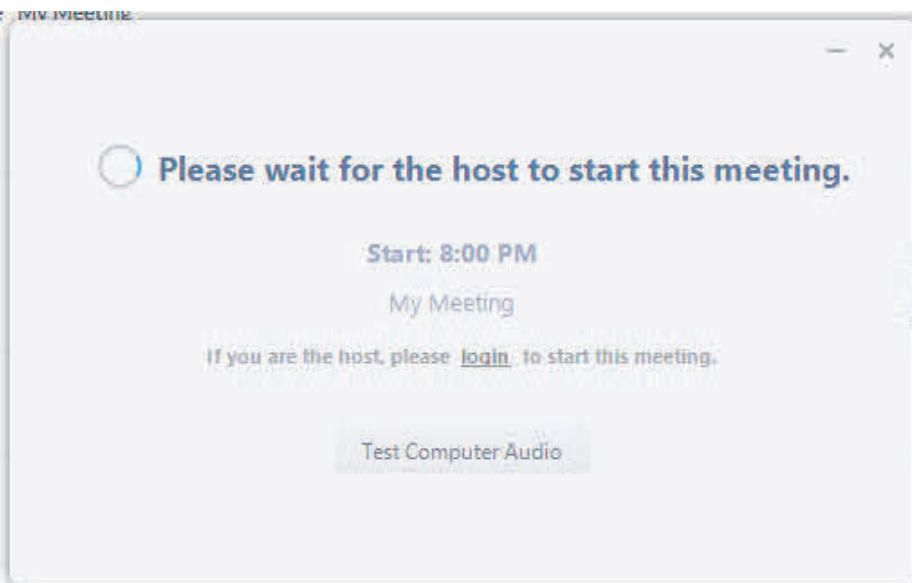 My Meeting
Please wait for the host to start this meeting.
Start: 8:00 PM
My Meeting
If you are the host, please login to start this meeting.
Test Computer Audio